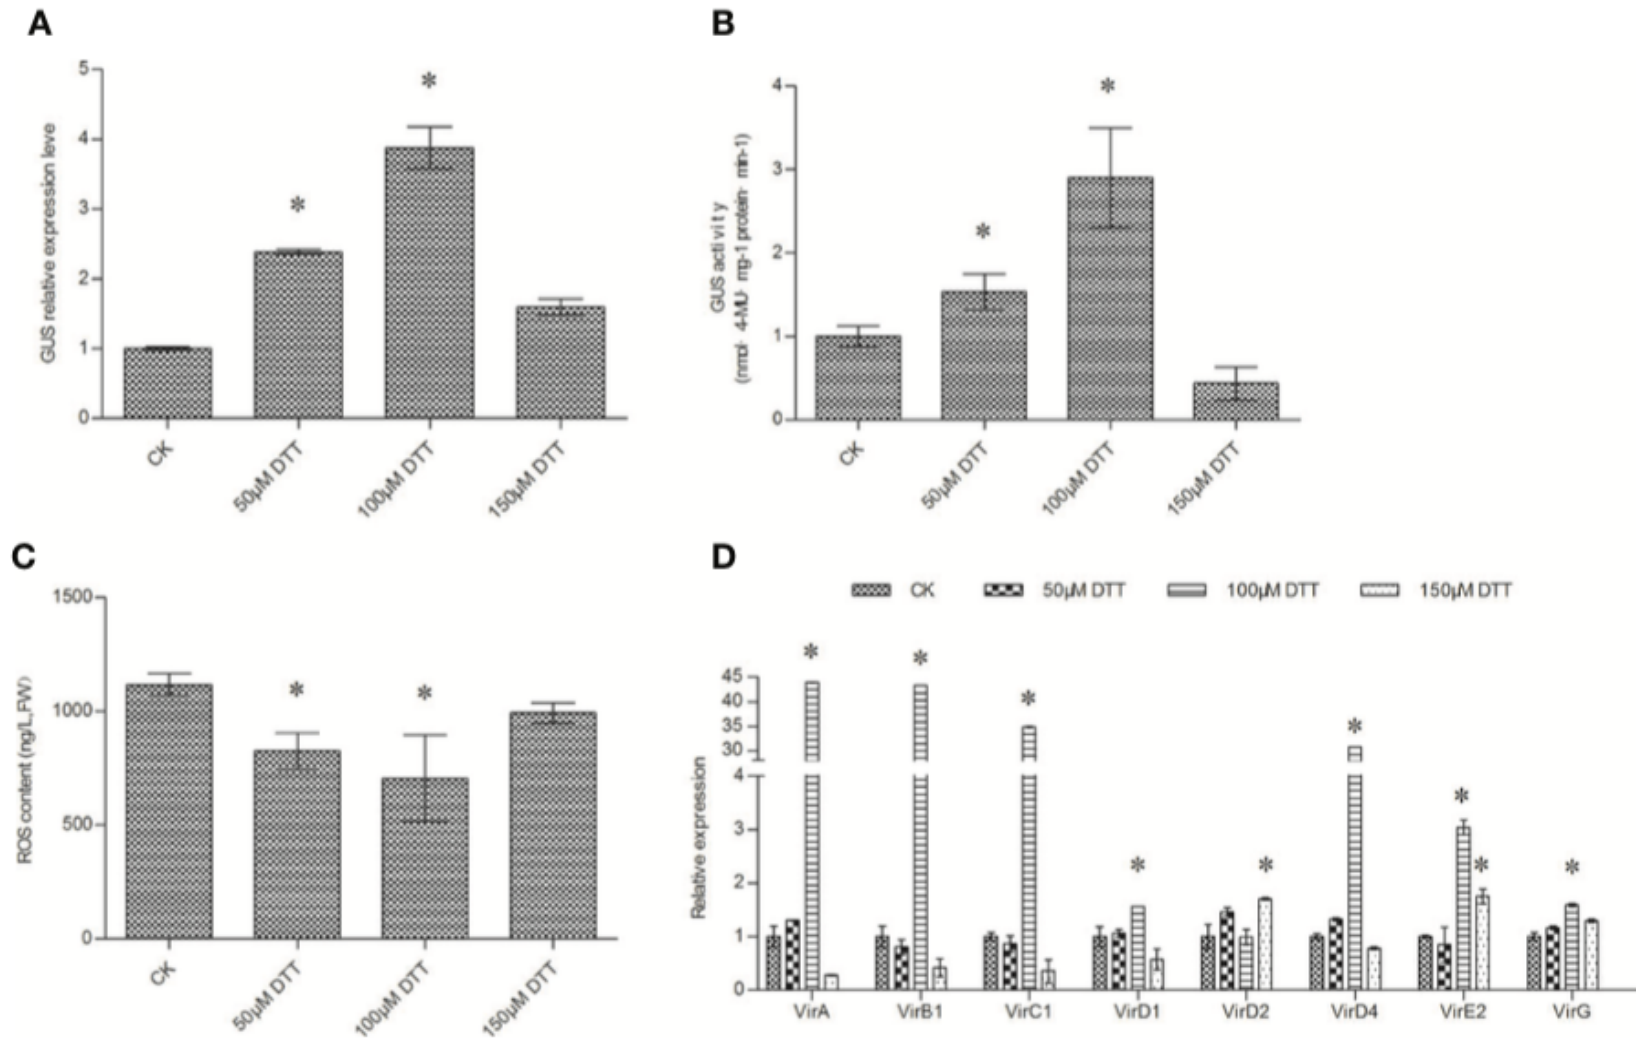 A
GUS relative expression leve
5
4
3
2
1
0
CK
50μM DTT
100μM DTT
150μM DTT
*
*
B
GUS activity
(nmol· 4-MU· mg-1 protein· min-1)
4
3
2
1
0
CK
50μM DTT
100μM DTT
150μM DTT
*
*
C
ROS content (ng/L,FW)
1500
1000
500
0
CK
50μM DTT
100μM DTT
150μM DTT
*
*
D
CK 50μM DTT 100μM DTT 150μM DTT
Relative expression
45
40
35
30
4
3
2
1
0
* * * * * * * * *
VirA VirB1 VirC1 VirD1 VirD2 VirD4 VirE2 VirG